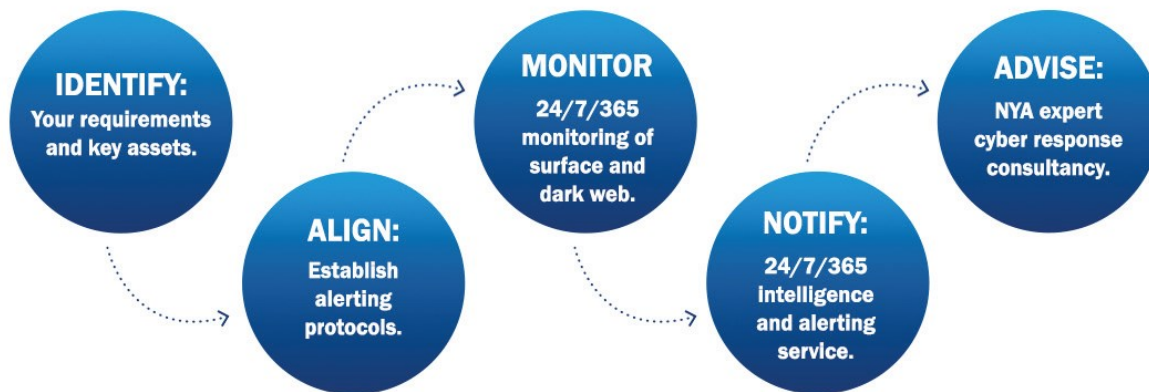 IDENTIFY:
Your requirements
and key assets.
ALIGN:
Establish
alerting
protocols.
MONITOR
24/7/365
monitoring of
surface and
dark web.
NOTIFY:
24/7/365
intelligence
and alerting
service.
ADVISE:
NYA expert
cyber response
consultancy.